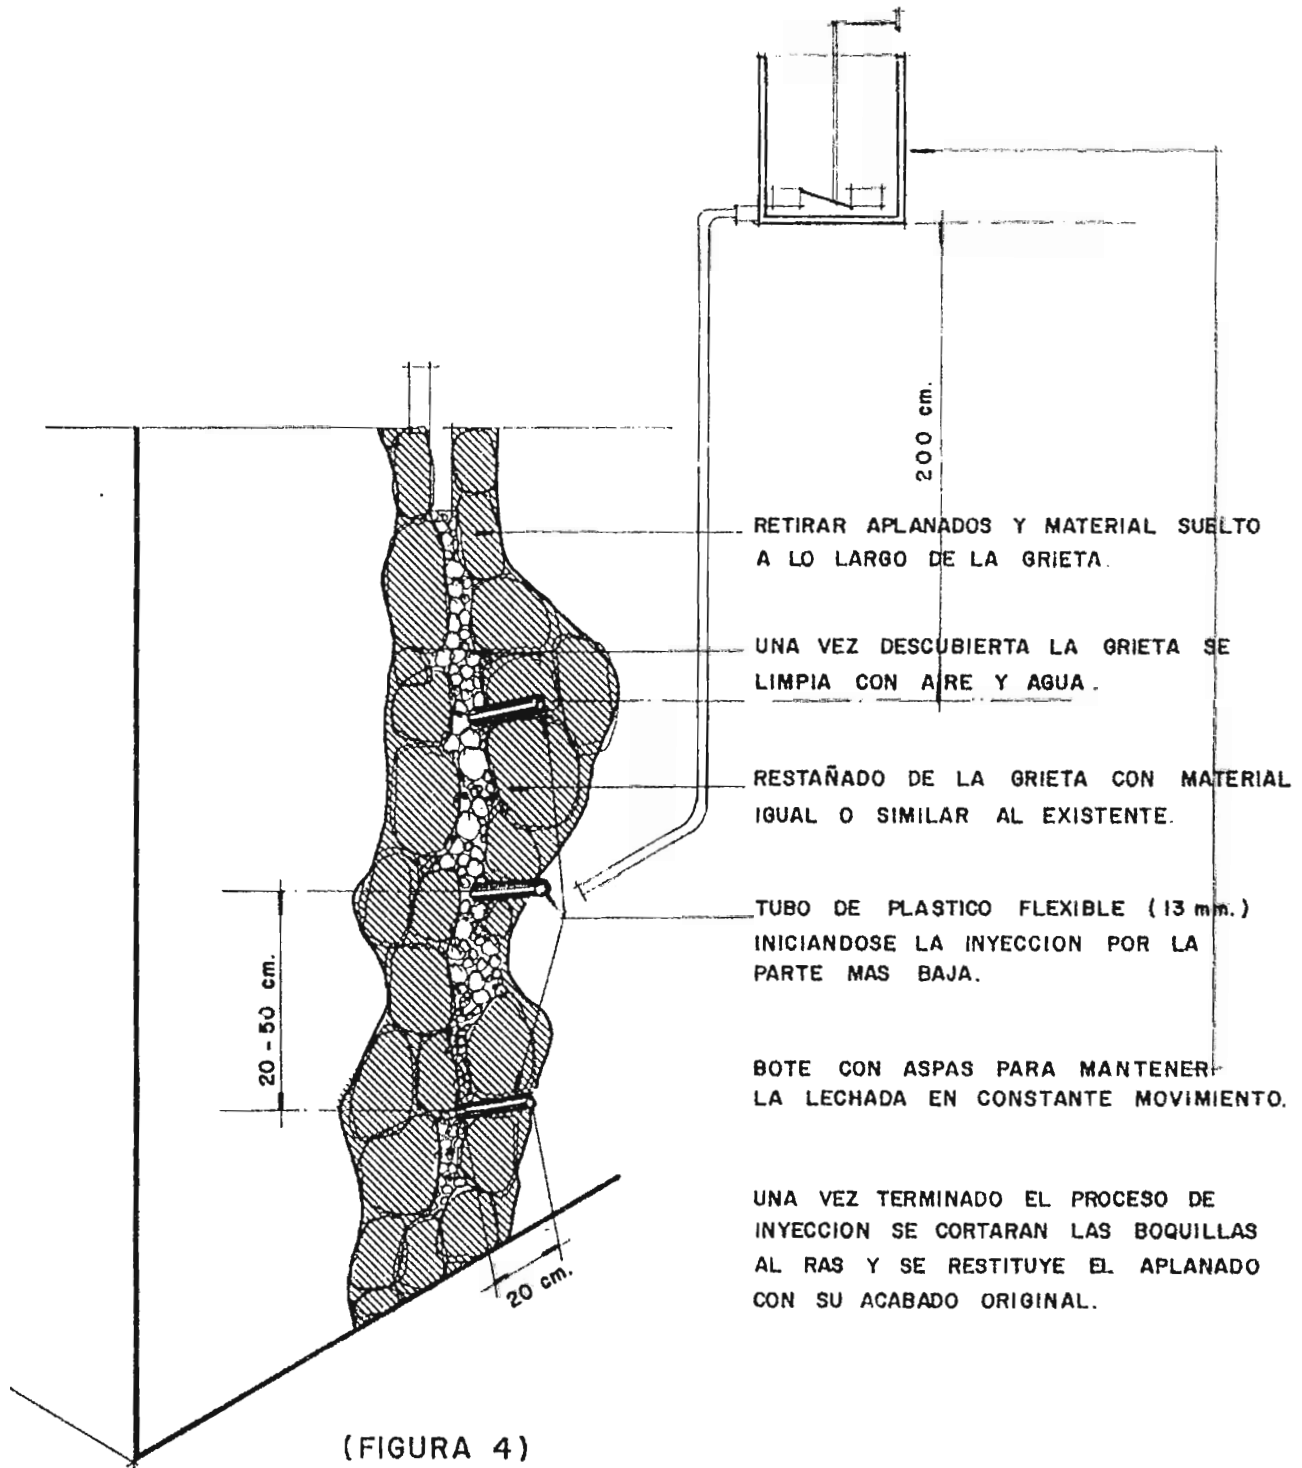 200 cm.
RETIRAR APLANADOS Y MATERIAL SUELTO
A LO LARGO DE LA GRIETA.
UNA VEZ DESCUBIERTA LA GRIETA SE
LIMPIA CON AIRE Y AGUA.
RESTAÑADO DE LA GRIETA CON MATERIAL
IGUAL O SIMILAR AL EXISTENTE.
TUBO DE PLASTICO FLEXIBLE (13 mm.)
INICIANDOSE LA INYECCION POR LA
PARTE MAS BAJA.
20-50 cm.
BOTE CON ASPAS PARA MANTENER
LA LECHADA EN CONSTANTE MOVIMIENTO.
UNA VEZ TERMINADO EL PROCESO DE
INYECCION SE CORTARAN LAS BOQUILLAS
AL RAS Y SE RESTITUYE EL APLANADO
CON SU ACABADO ORIGINAL.
20 cm.
(FIGURA 4)